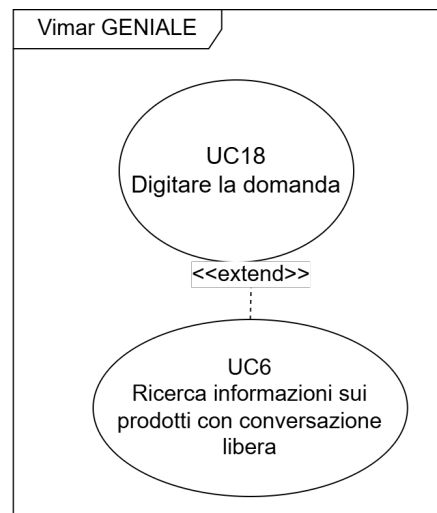 Vimar GENIALE
UC18
Digitare la domanda
<<extend>>
UC6
Ricerca informazioni sui
prodotti con conversazione
libera